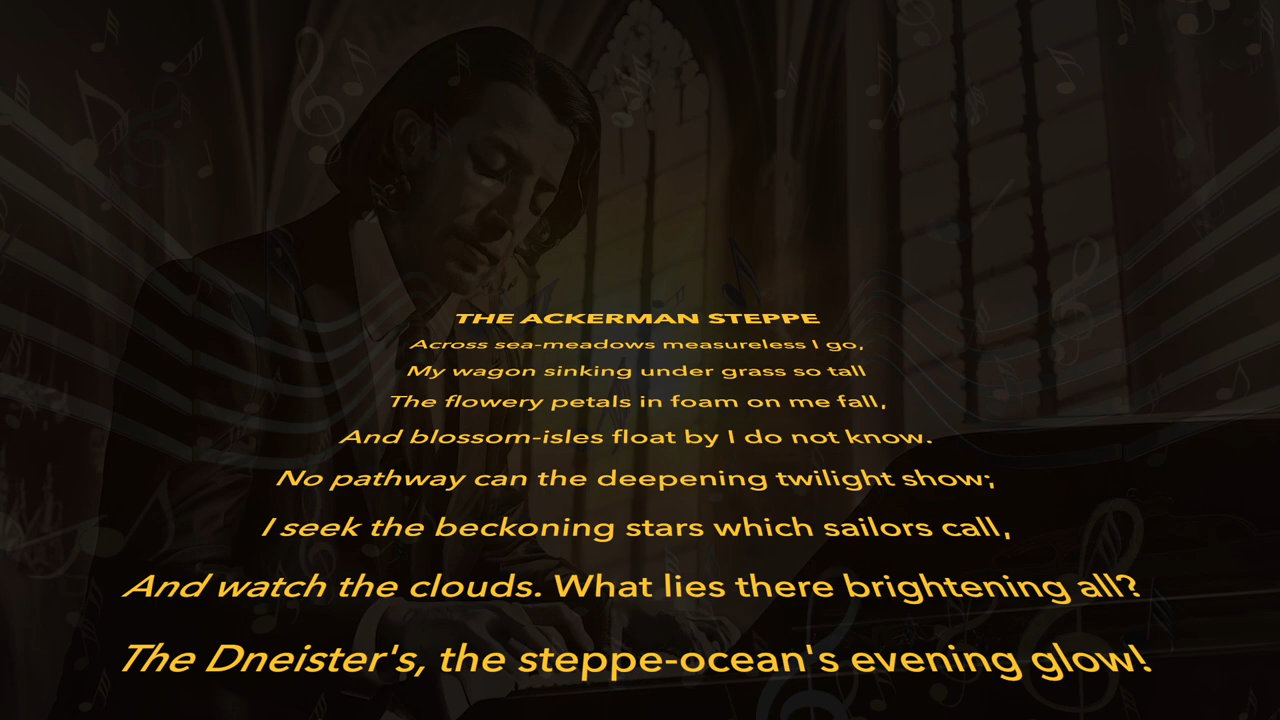 THE ACKERMAN STEPPE
Across sea-meadows measureless I go,
My wagon sinking under grass so tall
The flowery petals in foam on me fall,
And blossom-isles float by I do not know.
No pathway can the deepening twilight show;
I seek the beckoning stars which sailors call,
And watch the clouds. What lies there brightening all?
The Dneister's, the steppe-ocean's evening glow!